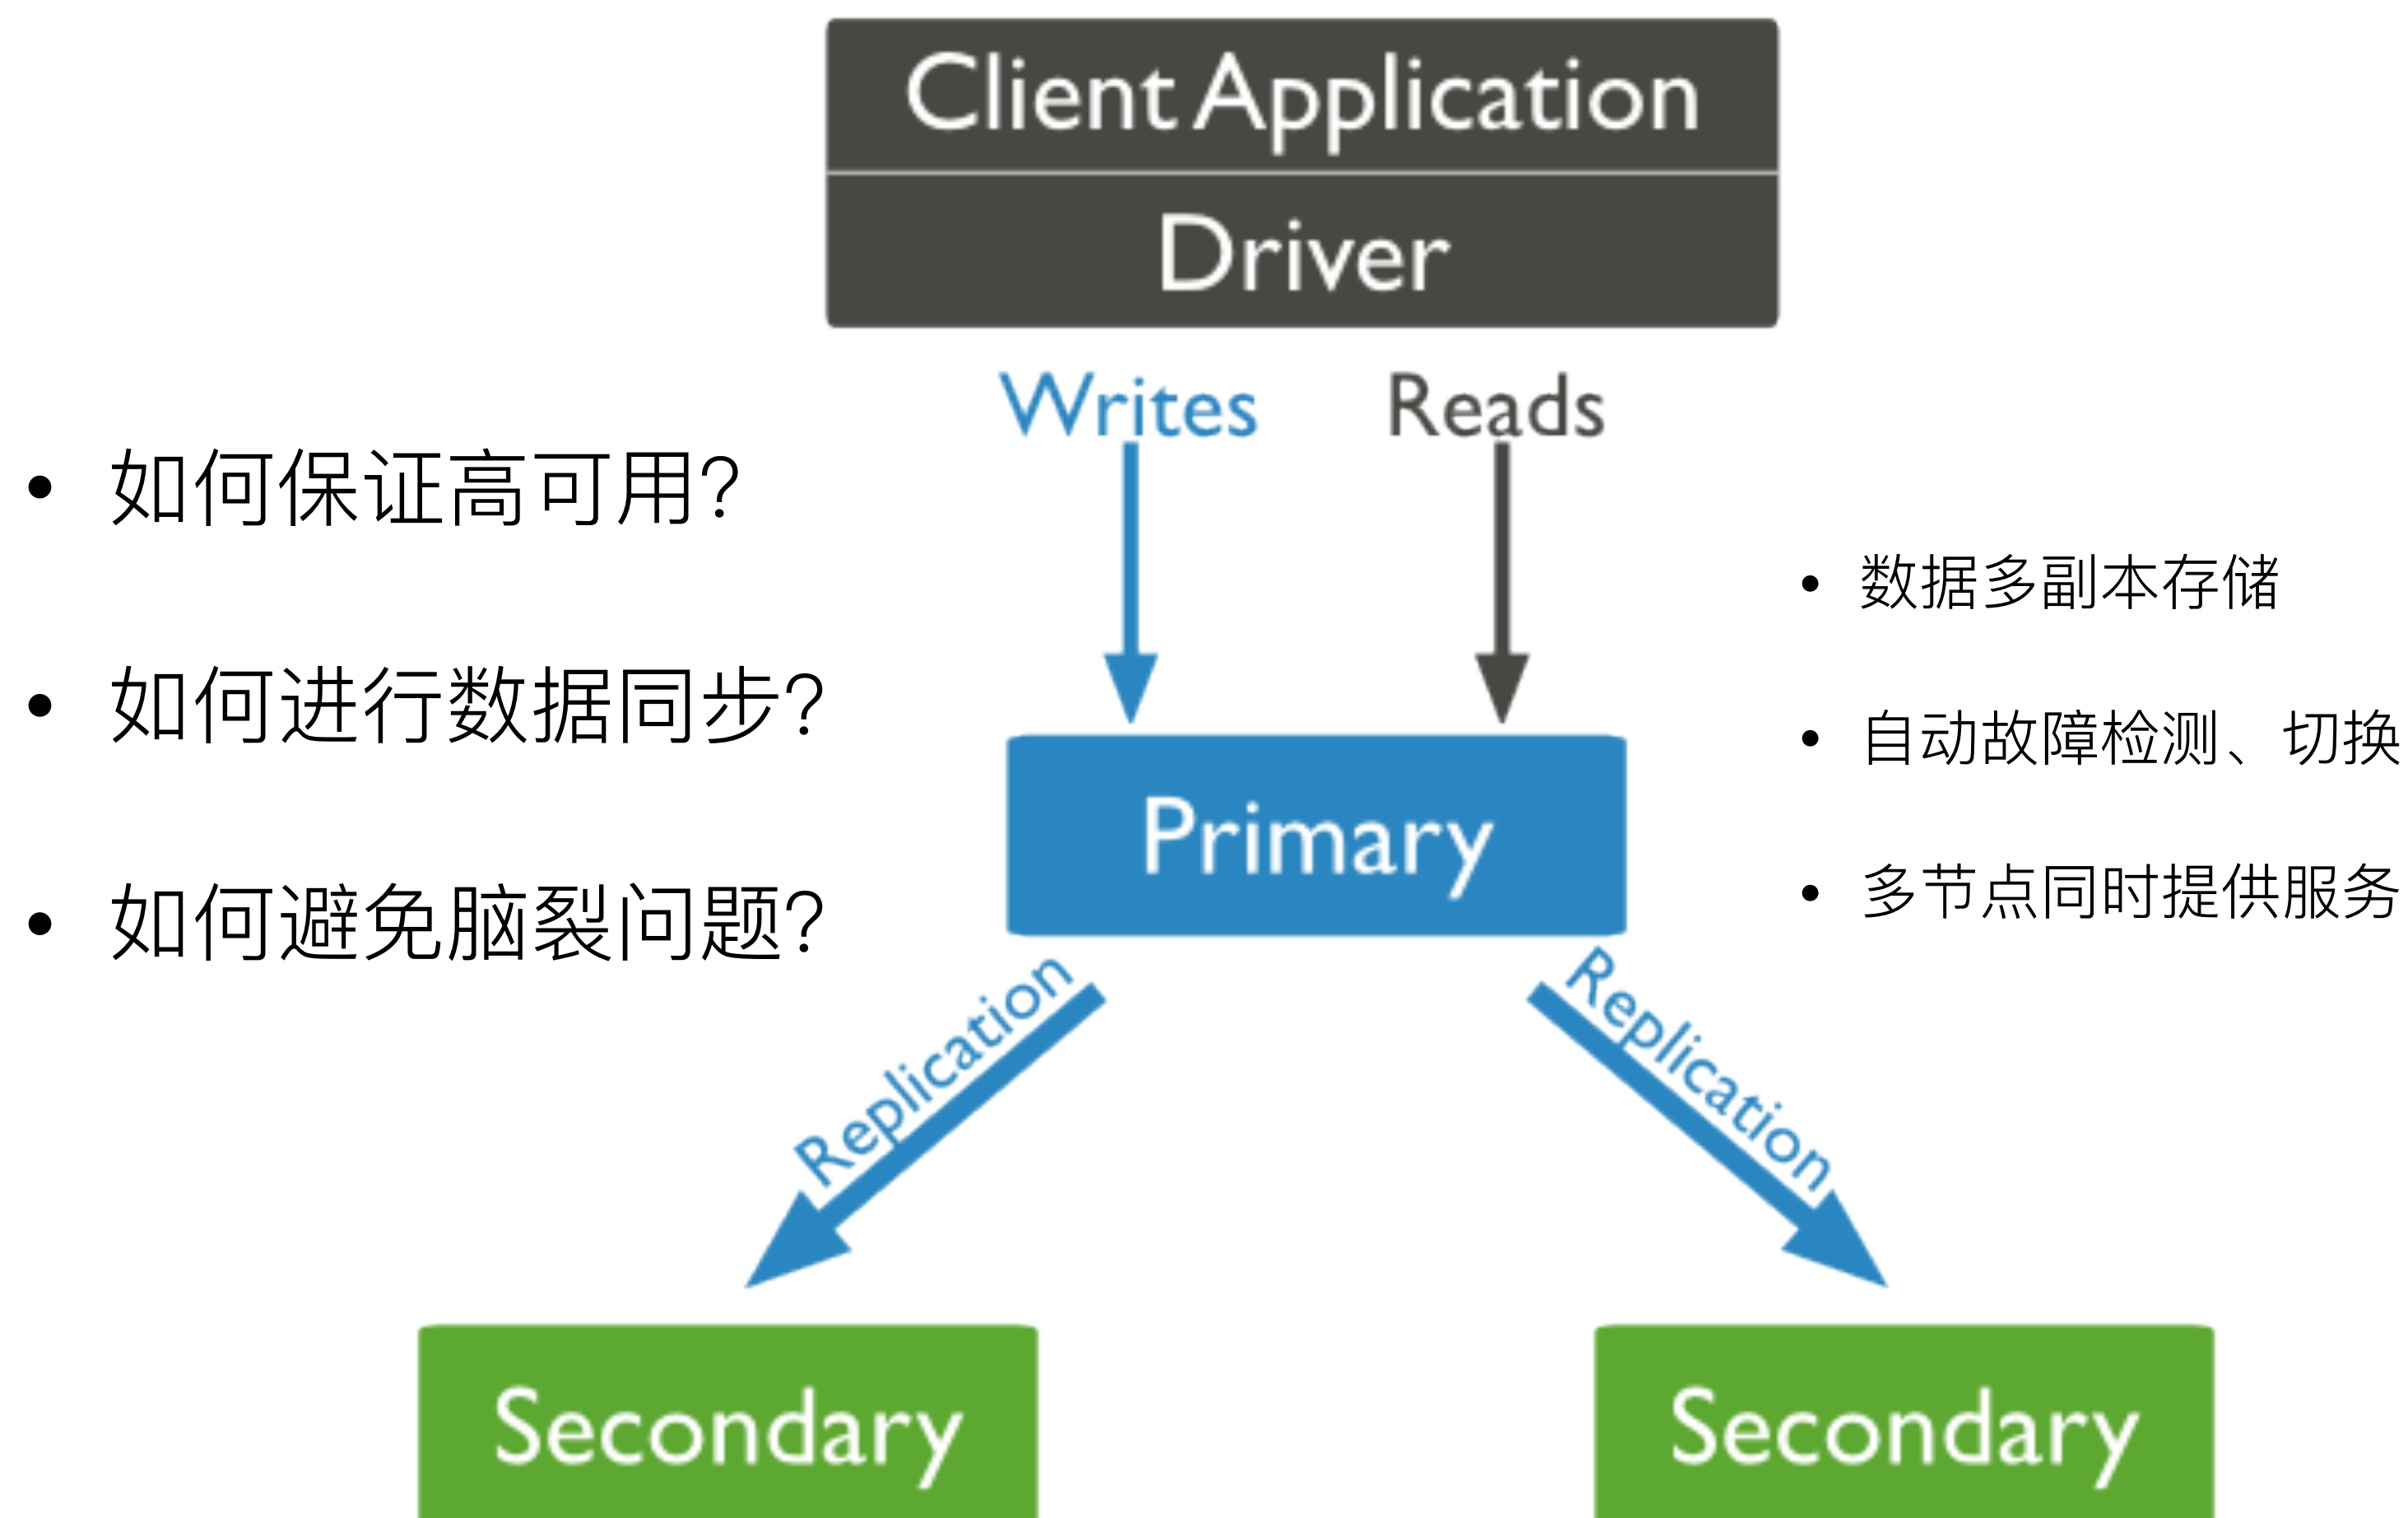 Client Application
Driver
Writes
Reads
• 如何保证高可用?
• 如何进行数据同步?
• 如何避免脑裂问题?
• 数据多副本存储
• 自动故障检测、切换
• 多节点同时提供服务
Primary
Replication
Replication
Secondary
Secondary